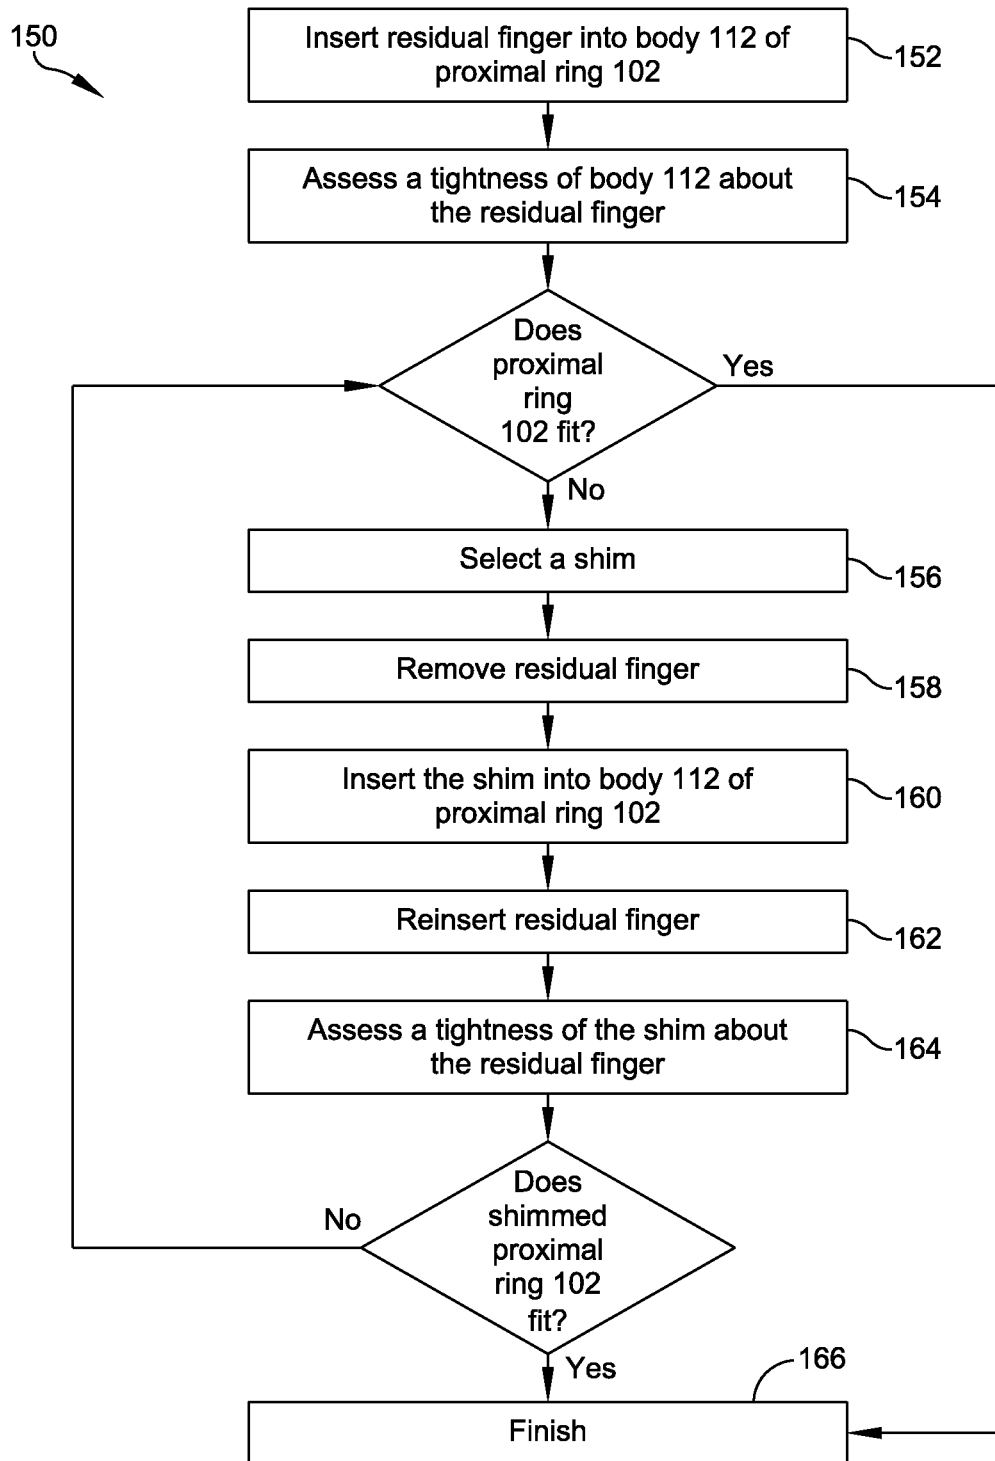 150
Insert residual finger into body 112 of
proximal ring 102
152
Assess a tightness of body 112 about
the residual finger
154
Does
proximal
ring
102 fit?
Yes
No
Select a shim
156
Remove residual finger
158
Insert the shim into body 112 of
proximal ring 102
160
Reinsert residual finger
162
Assess a tightness of the shim about
the residual finger
164
Does
shimmed
proximal
ring 102
fit?
No
Yes
166
Finish